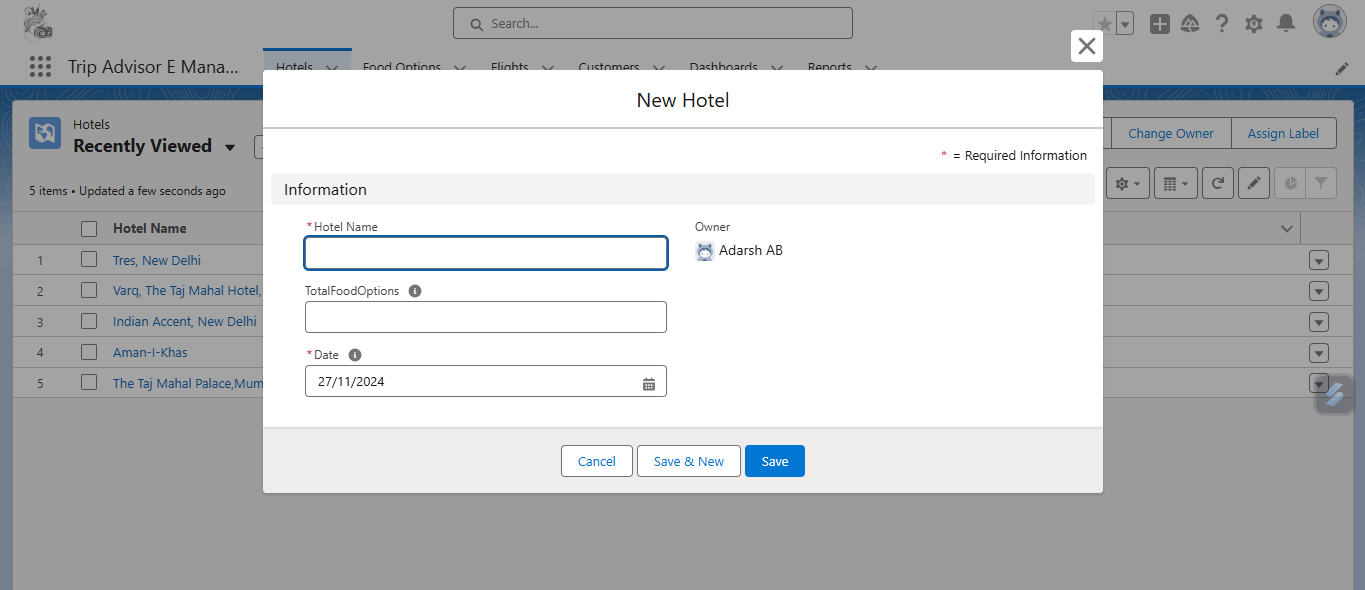 Search...
Trip Advisor E Mana...
Hotels
Food Options
Flights
Customers
Dashboards
Reports
New Hotel
Hotels
Recently Viewed
Change Owner
Assign Label
* = Required Information
5 items • Updated a few seconds ago
Information
Hotel Name
* Hotel Name
Owner
Adarsh AB
1 Tres, New Delhi
2 Varq, The Taj Mahal Hotel,
TotalFoodOptions
3 Indian Accent, New Delhi
4 Aman-I-Khas
* Date
5 The Taj Mahal Palace,Mum
27/11/2024
Cancel
Save & New
Save